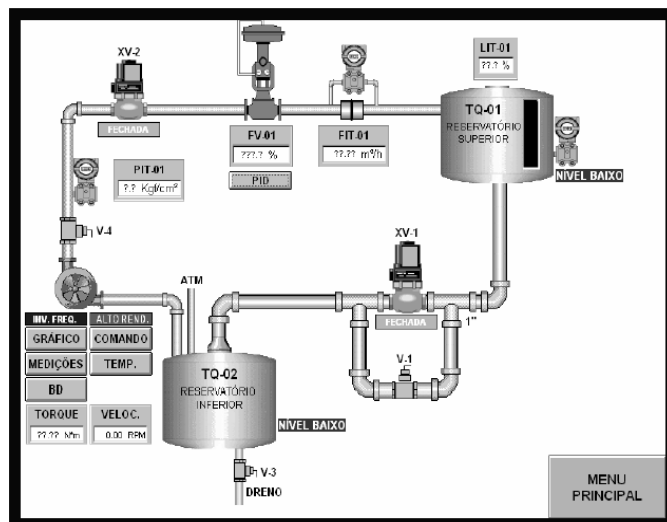 XV-2
FECHADA
FV-01
???.? %
PID
FIT-01
??.?? m³/h
LIT-01
??.? %
TQ-01
RESERVATÓRIO
SUPERIOR
NÍVEL BAIXO
PIT-01
?.? Kgf/cm²
V-4
ATM
XV-1
FECHADA
1"
V-1
INV. FREQ.
ALTO REND.
GRÁFICO
COMANDO
MEDIÇÕES
TEMP.
BD
TORQUE
??.?? N*m
VELOC.
0.00 RPM
TQ-02
RESERVATÓRIO
INFERIOR
NÍVEL BAIXO
V-3
DRENO
MENU
PRINCIPAL